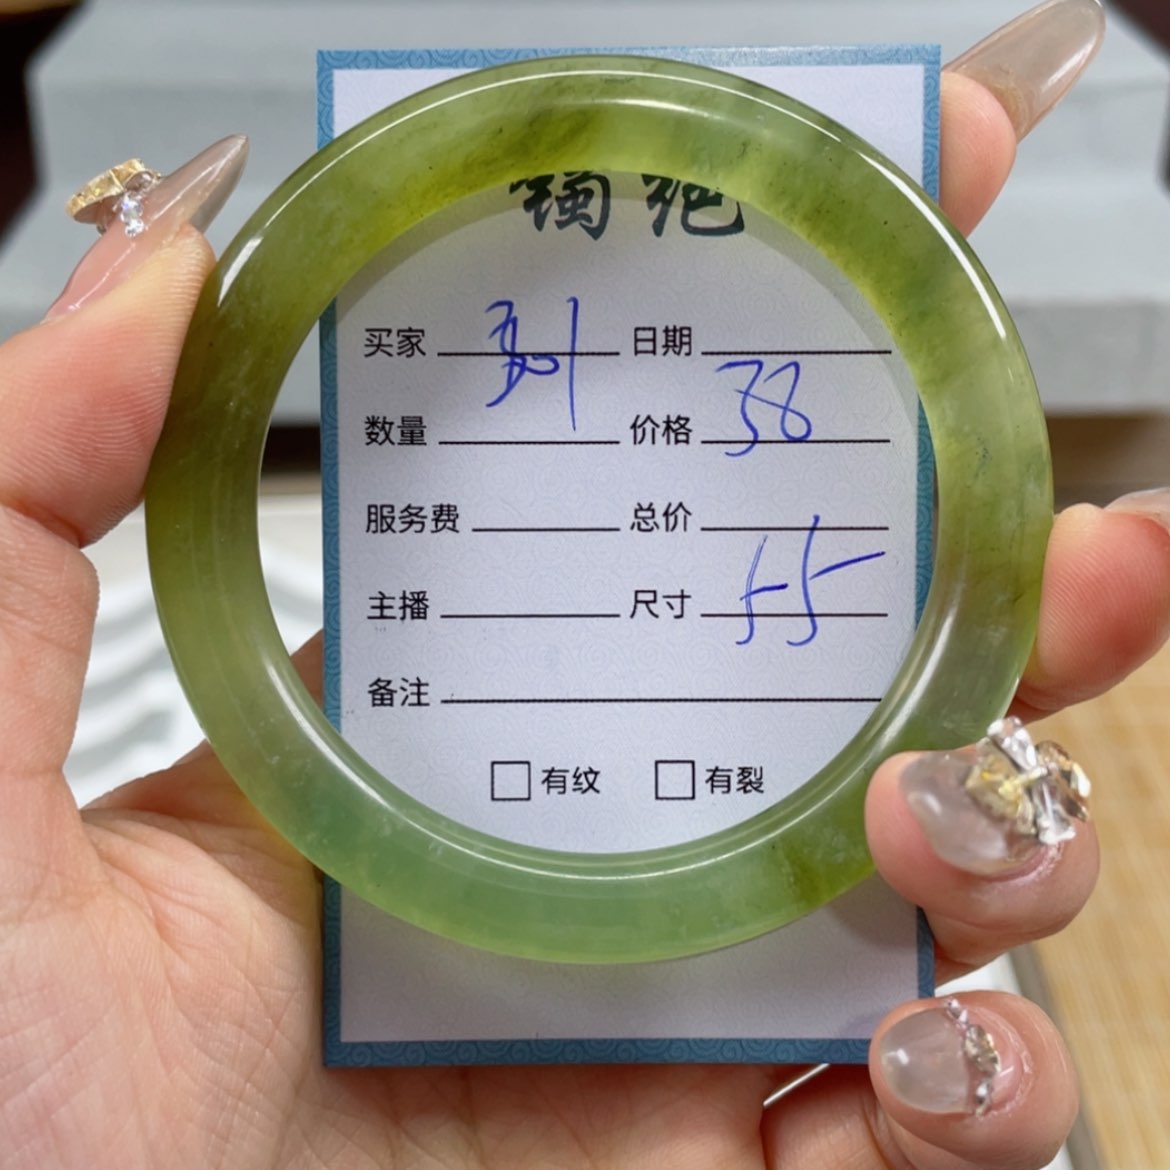 买家 日期
数量 价格 38
服务费 总价
主播 尺寸 55
备注
□有纹 □有裂